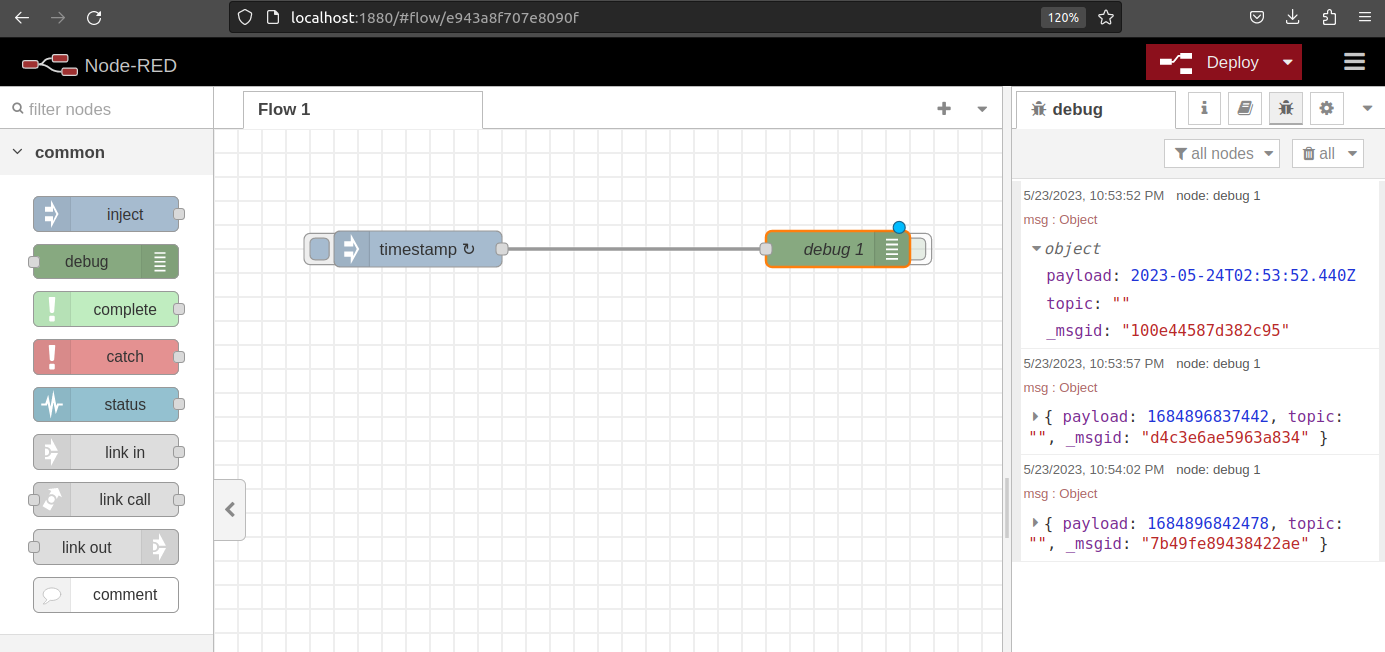 localhost:1880/#flow/e943a8f707e8090f
120%
Node-RED
Deploy
filter nodes
Flow 1
debug
i
all nodes
all
common
inject
debug
complete
catch
status
link in
link call
link out
comment
timestamp ↻
debug 1
5/23/2023, 10:53:52 PM node: debug 1
msg : Object
object
payload: 2023-05-24T02:53:52.440Z
topic: ""
_msgid: "100e44587d382c95"
5/23/2023, 10:53:57 PM node: debug 1
msg : Object
{ payload: 1684896837442, topic:
"", _msgid: "d4c3e6ae5963a834" }
5/23/2023, 10:54:02 PM node: debug 1
msg : Object
{ payload: 1684896842478, topic:
"", _msgid: "7b49fe89438422ae" }